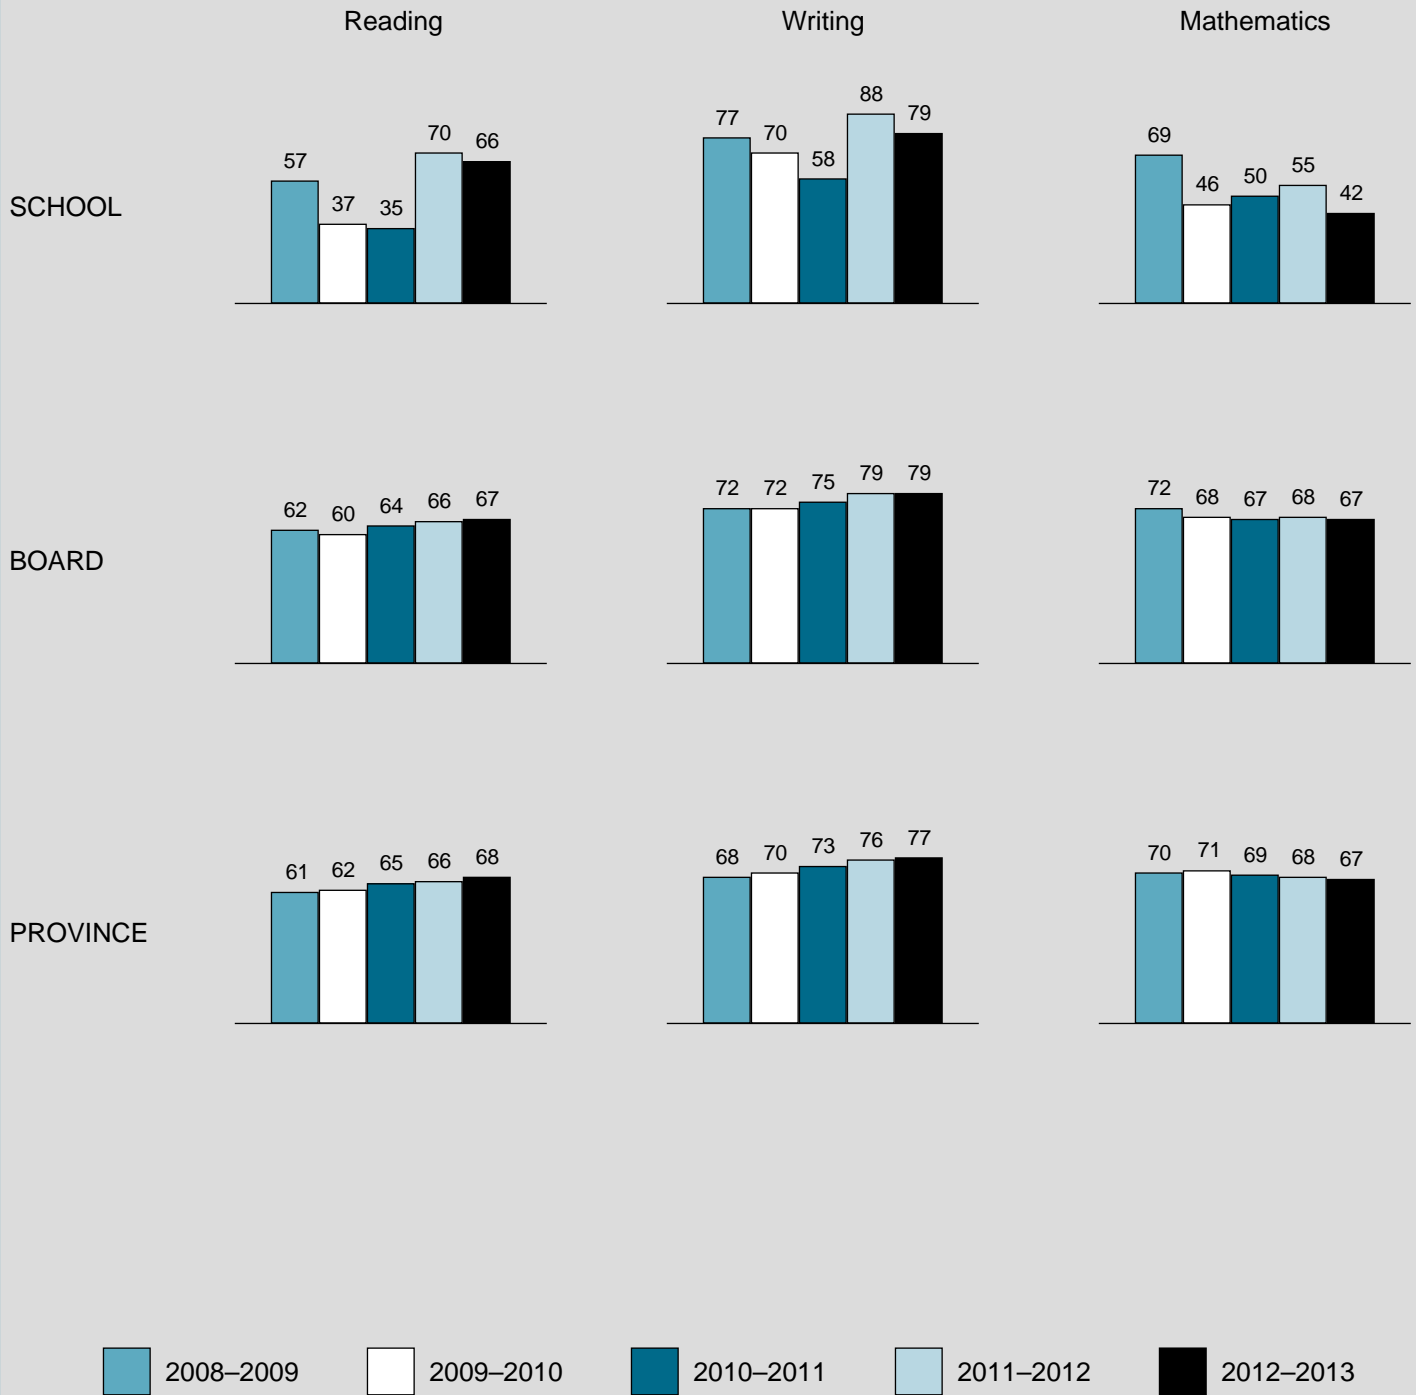 Reading Writing Mathematics
SCHOOL
57 37 35 70 66
77 70 58 88 79
69 46 50 55 42
BOARD
62 60 64 66 67
72 72 75 79 79
72 68 67 68 67
PROVINCE
61 62 65 66 68
68 70 73 76 77
70 71 69 68 67
2008–2009 2009–2010 2010–2011 2011–2012 2012–2013